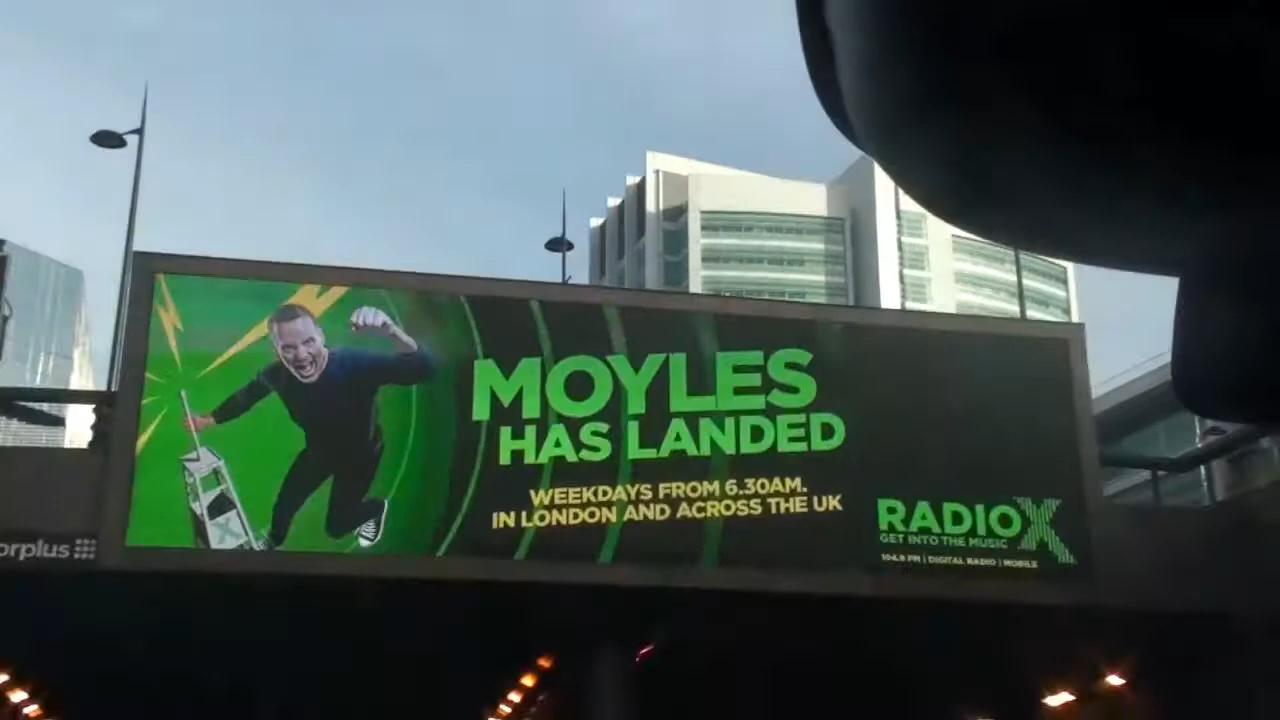 MOYLES
HAS LANDED
WEEKDAYS FROM 6.30AM.
IN LONDON AND ACROSS THE UK
RADIO X
GET INTO THE MUSIC
104.9 FM | DIGITAL RADIO | MOBILE
orplus